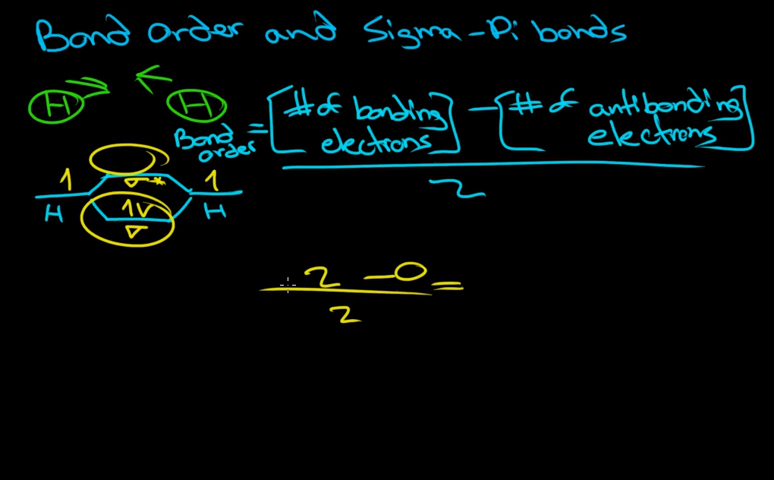 Bond Order and Sigma-Pi bonds
H H
Bond order = [# of bonding electrons] - [# of antibonding electrons]
2
σ*
1 1
H 1V H
σ
2 - 0 =
2